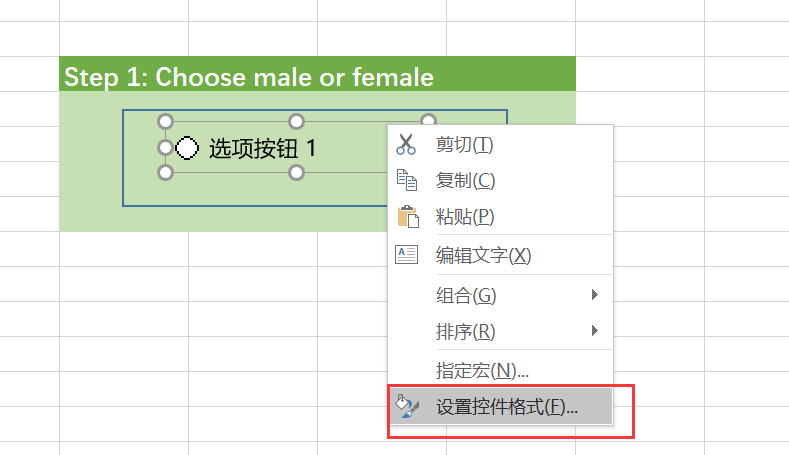 Step 1: Choose male or female
选项按钮 1
剪切(T)
复制(C)
粘贴(P)
编辑文字(X)
组合(G)
排序(R)
指定宏(N)...
设置控件格式(F)...